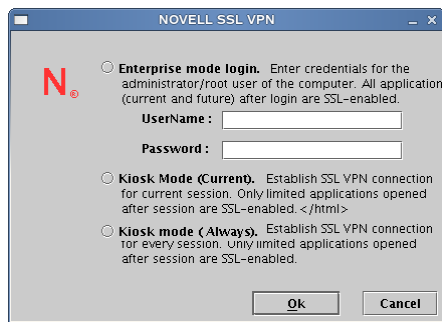 NOVELL SSL VPN
N®
Enterprise mode login. Enter credentials for the
administrator/root user of the computer. All application
(current and future) after login are SSL-enabled.
UserName :
Password :
Kiosk Mode (Current). Establish SSL VPN connection
for current session. Only limited applications opened
after session are SSL-enabled.</html>
Kiosk mode ( Always). Establish SSL VPN connection
for every session. Only limited applications opened
after session are SSL-enabled.
Ok Cancel